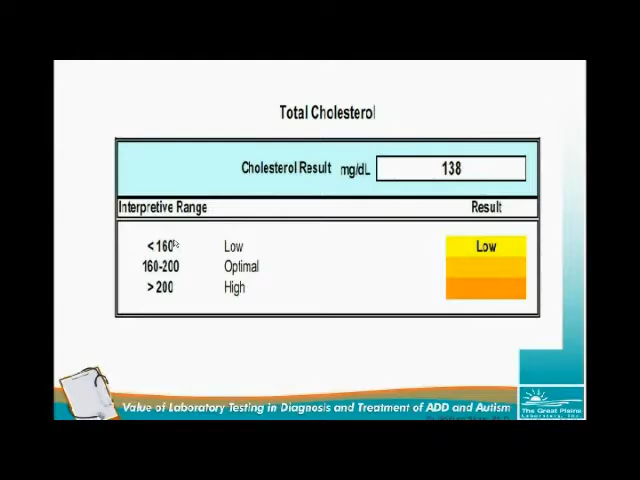 Total Cholesterol
Cholesterol Result mg/dL 138
Interpretive Range Result
< 160 Low Low
160-200 Optimal
> 200 High
Value of Laboratory Testing in Diagnosis and Treatment of ADD and Autism
The Great Plains
Laboratory, Inc.